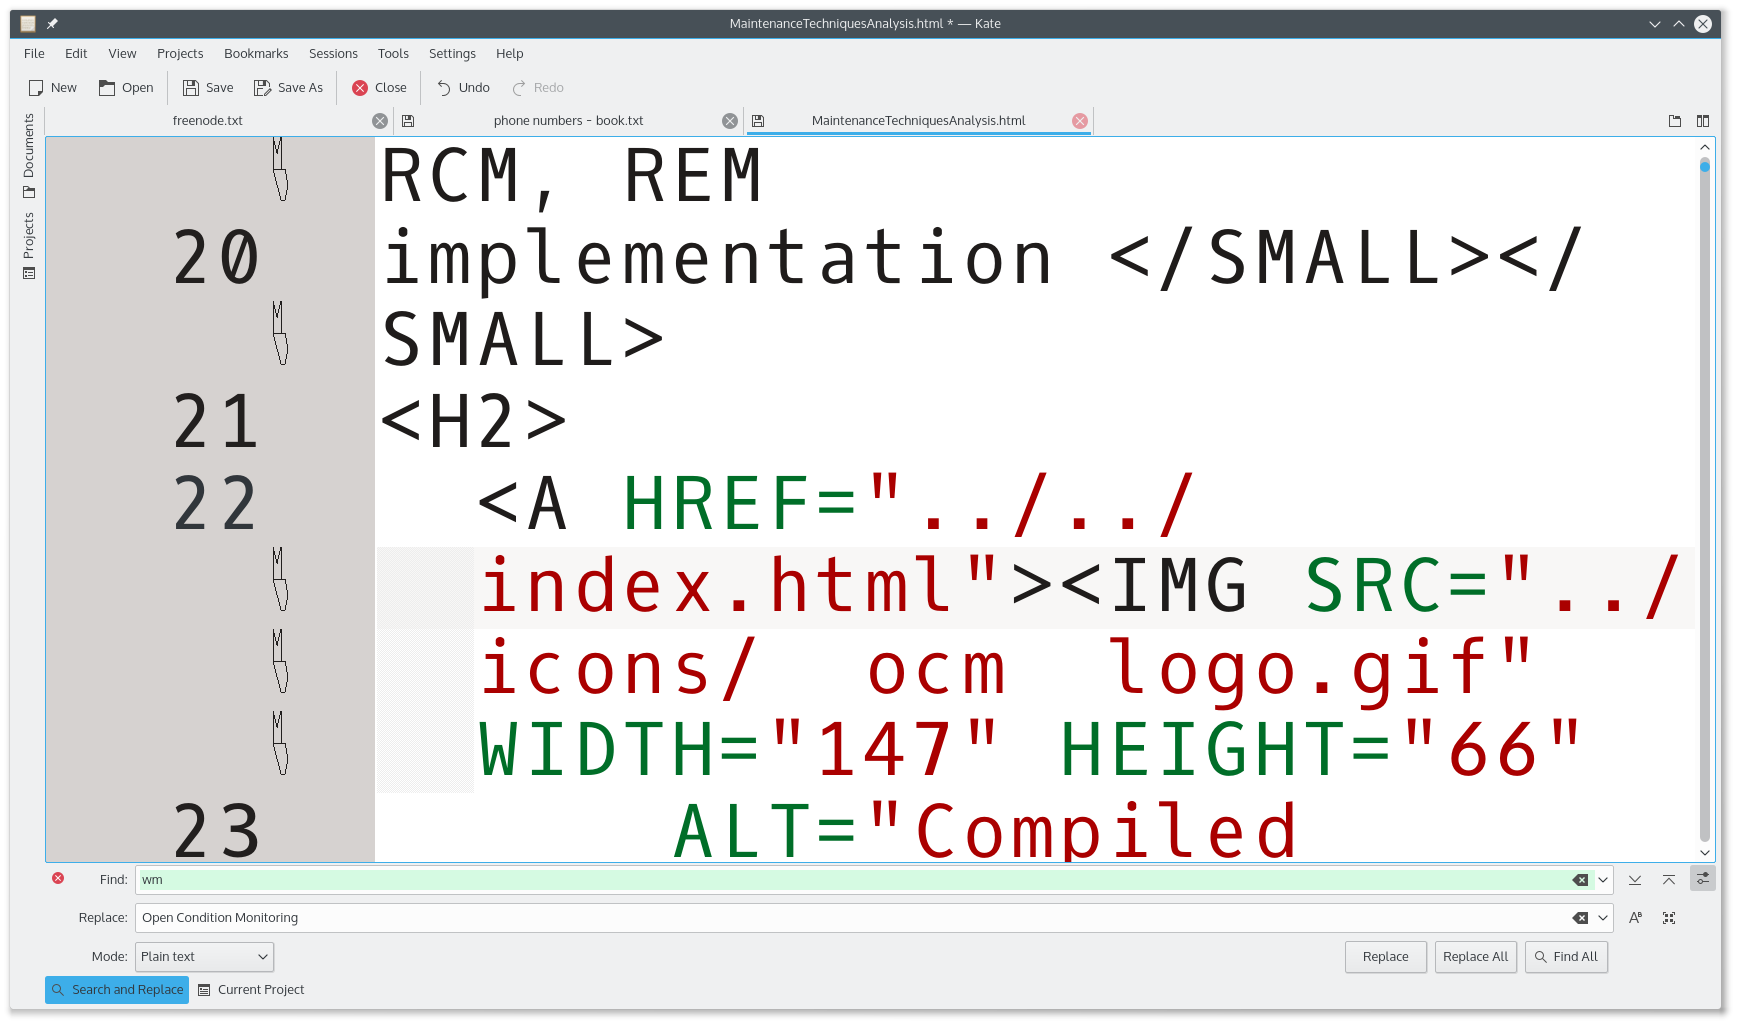 MaintenanceTechniquesAnalysis.html * — Kate
File Edit View Projects Bookmarks Sessions Tools Settings Help
New Open Save Save As Close Undo Redo
freenode.txt phone numbers - book.txt MaintenanceTechniquesAnalysis.html
Documents
Projects
RCM, REM
20 implementation </SMALL></
SMALL>
21 <H2>
22 <A HREF="../../
index.html"><IMG SRC="../
icons/ ocm logo.gif"
WIDTH="147" HEIGHT="66"
23 ALT="Compiled
Find: wm
Replace: Open Condition Monitoring
Mode: Plain text Replace Replace All Find All
Search and Replace Current Project